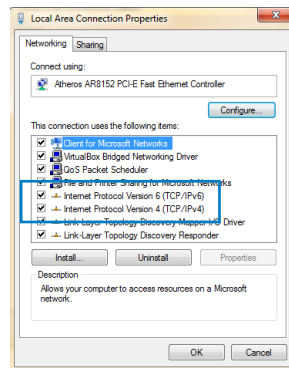 Local Area Connection Properties
Networking Sharing
Connect using:
Atheros AR8152 PCI-E Fast Ethernet Controller
Configure...
This connection uses the following items:
Client for Microsoft Networks
VirtualBox Bridged Networking Driver
QoS Packet Scheduler
File and Printer Sharing for Microsoft Networks
Internet Protocol Version 6 (TCP/IPv6)
Internet Protocol Version 4 (TCP/IPv4)
Link-Layer Topology Discovery Mapper I/O Driver
Link-Layer Topology Discovery Responder
Install... Uninstall Properties
Description
Allows your computer to access resources on a Microsoft
network.
OK Cancel